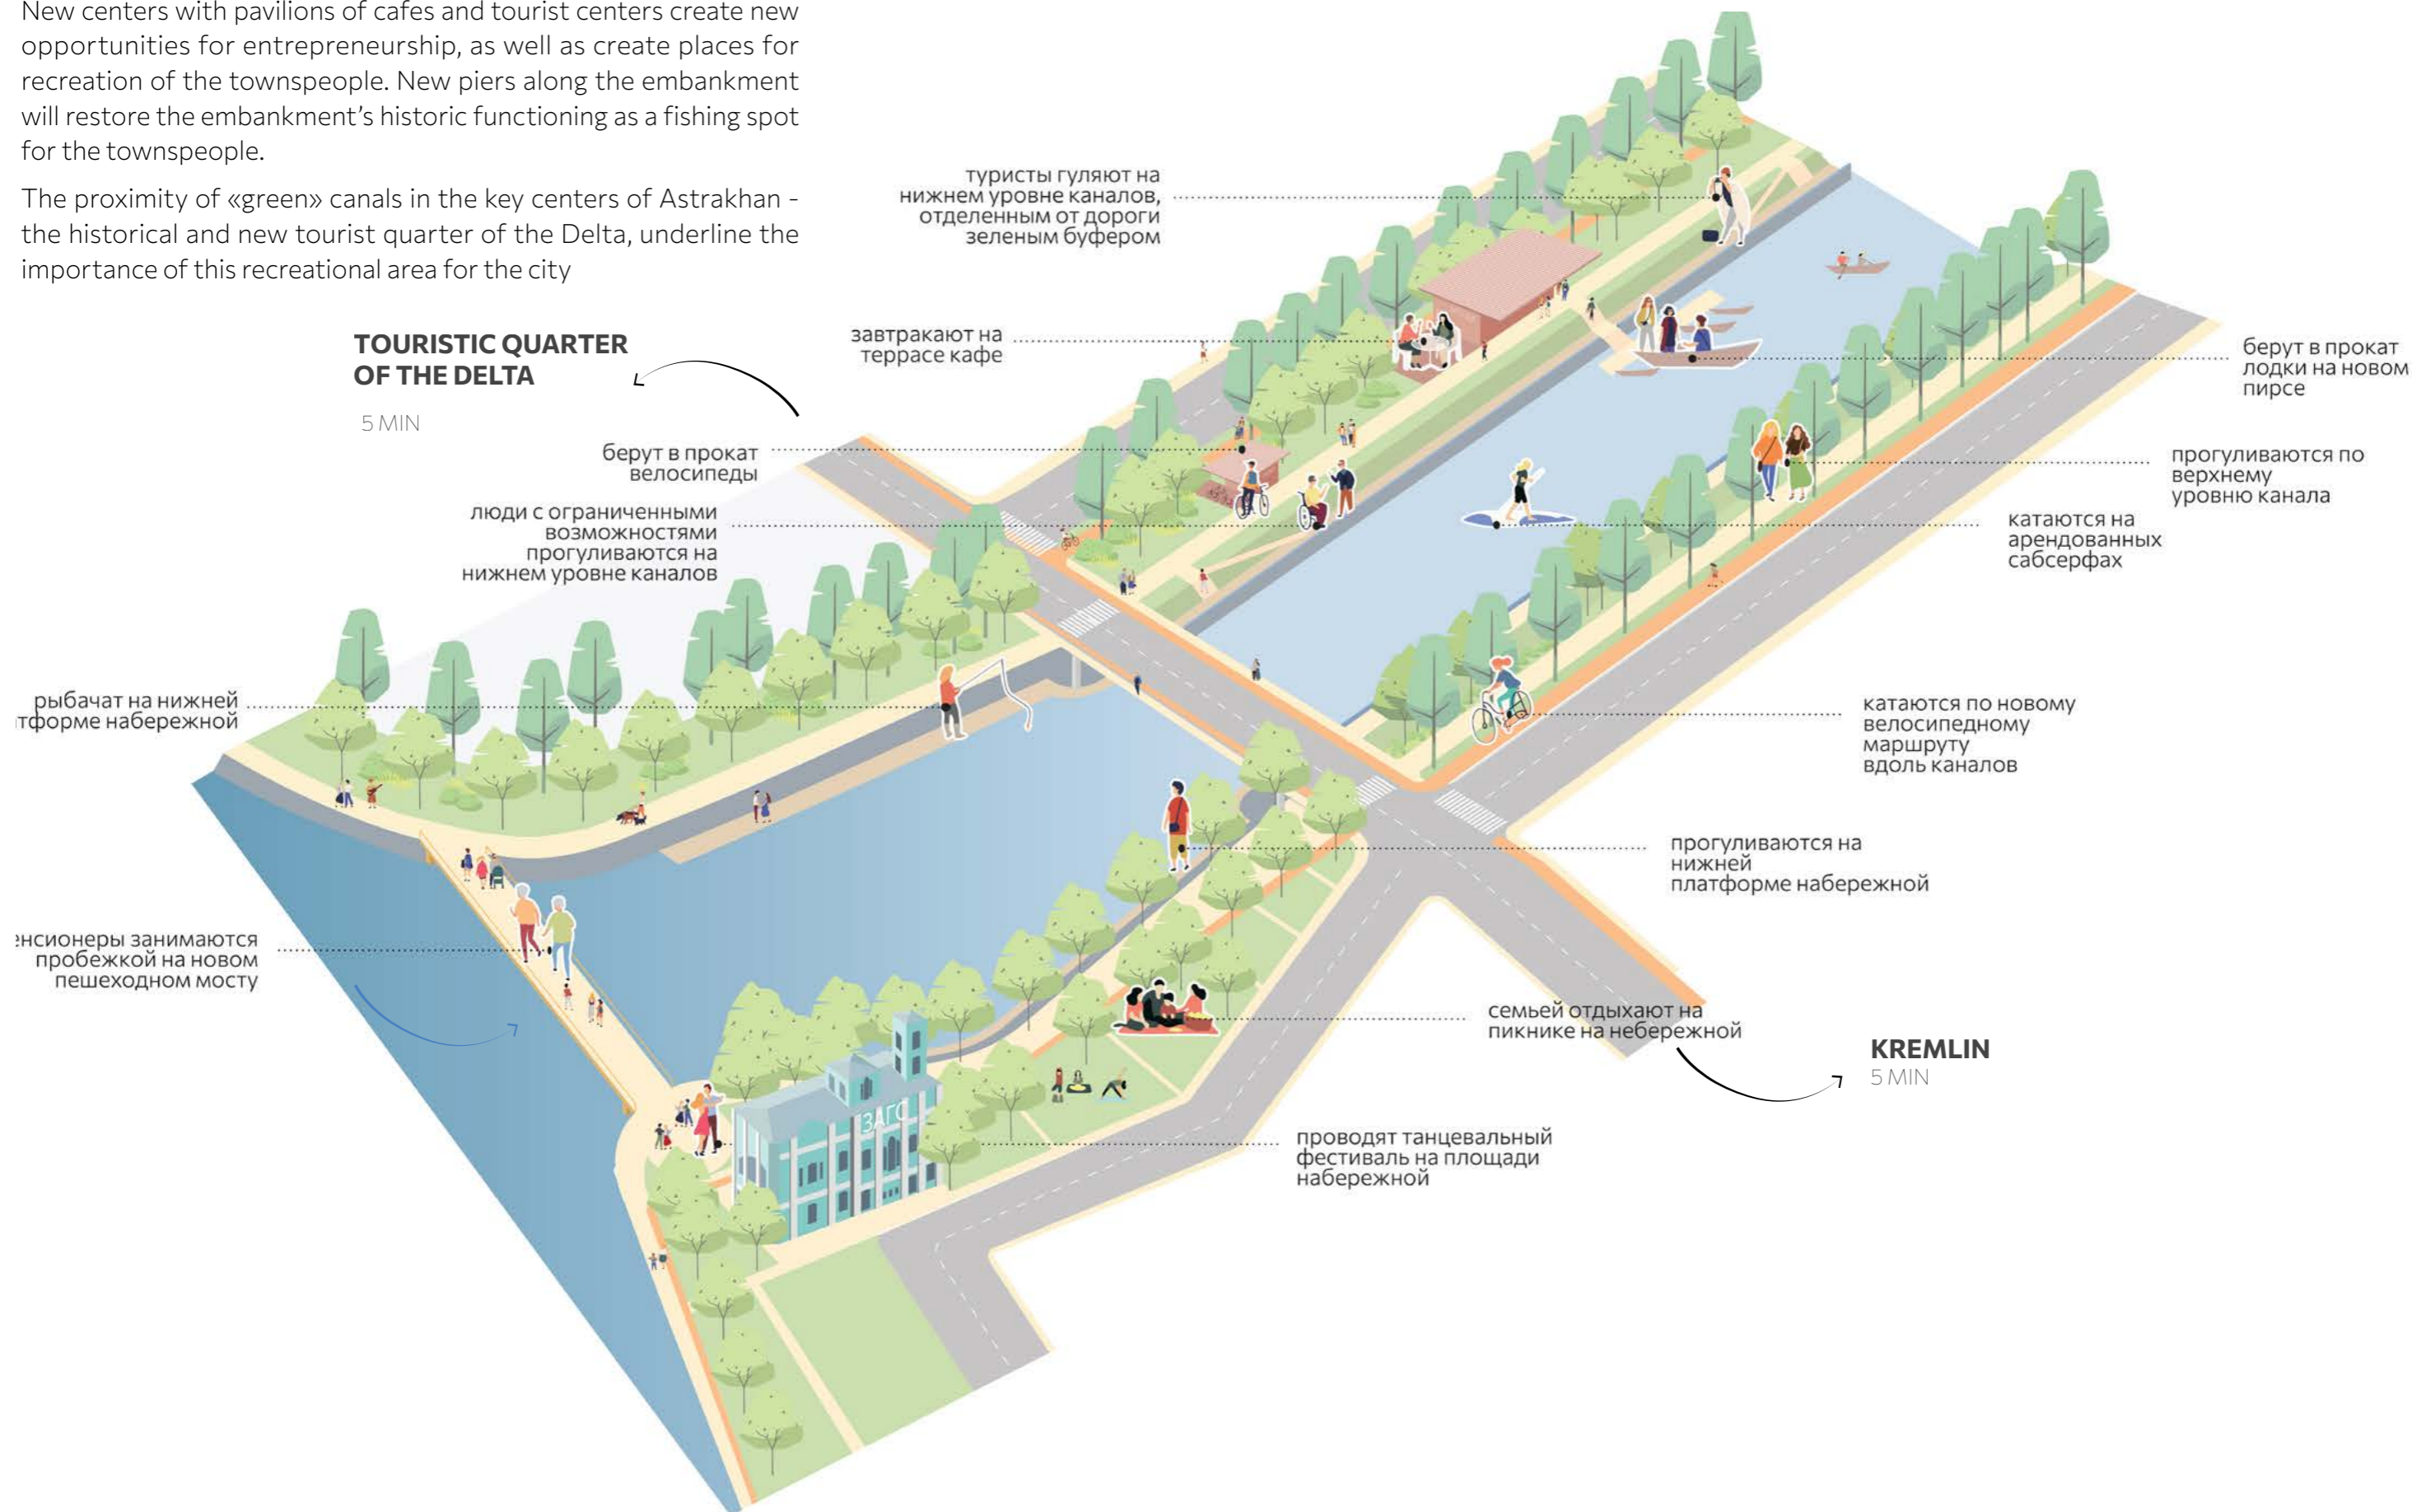 New centers with pavilions of cafes and tourist centers create new
opportunities for entrepreneurship, as well as create places for
recreation of the townspeople. New piers along the embankment
will restore the embankment's historic functioning as a fishing spot
for the townspeople.
The proximity of «green» canals in the key centers of Astrakhan -
the historical and new tourist quarter of the Delta, underline the
importance of this recreational area for the city
TOURISTIC QUARTER
OF THE DELTA
5 MIN
туристы гуляют на
нижнем уровне каналов,
отделенным от дороги
зеленым буфером
завтракают на
террасе кафе
берут в прокат
велосипеды
люди с ограниченными
возможностями
прогуливаются на
нижнем уровне каналов
рыбачат на нижней
тформе набережной
енсионеры занимаются
пробежкой на новом
пешеходном мосту
берут в прокат
лодки на новом
пирсе
прогуливаются по
верхнему
уровню канала
катаются на
арендованных
сабсерфах
катаются по новому
велосипедному
маршруту
вдоль каналов
прогуливаются на
нижней
платформе набережной
семьей отдыхают на
пикнике на небережной
KREMLIN
5 MIN
проводят танцевальный
фестиваль на площади
набережной
ЗАГС